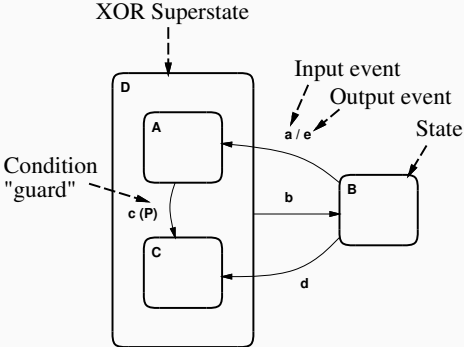 XOR Superstate
D
Input event
Output event
a / e
State
A
Condition
"guard"
c (P)
b
B
C
d